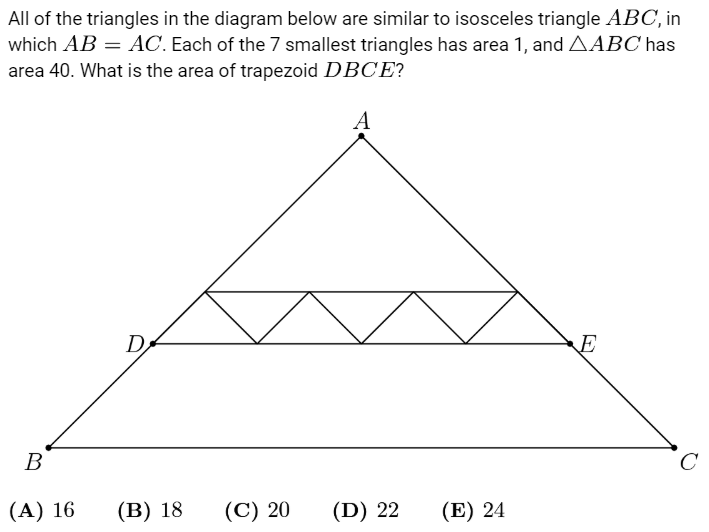 All of the triangles in the diagram below are similar to isosceles triangle ABC, in
which AB = AC. Each of the 7 smallest triangles has area 1, and △ABC has
area 40. What is the area of trapezoid DBCE?
A
D
E
B
C
(A) 16 (B) 18 (C) 20 (D) 22 (E) 24